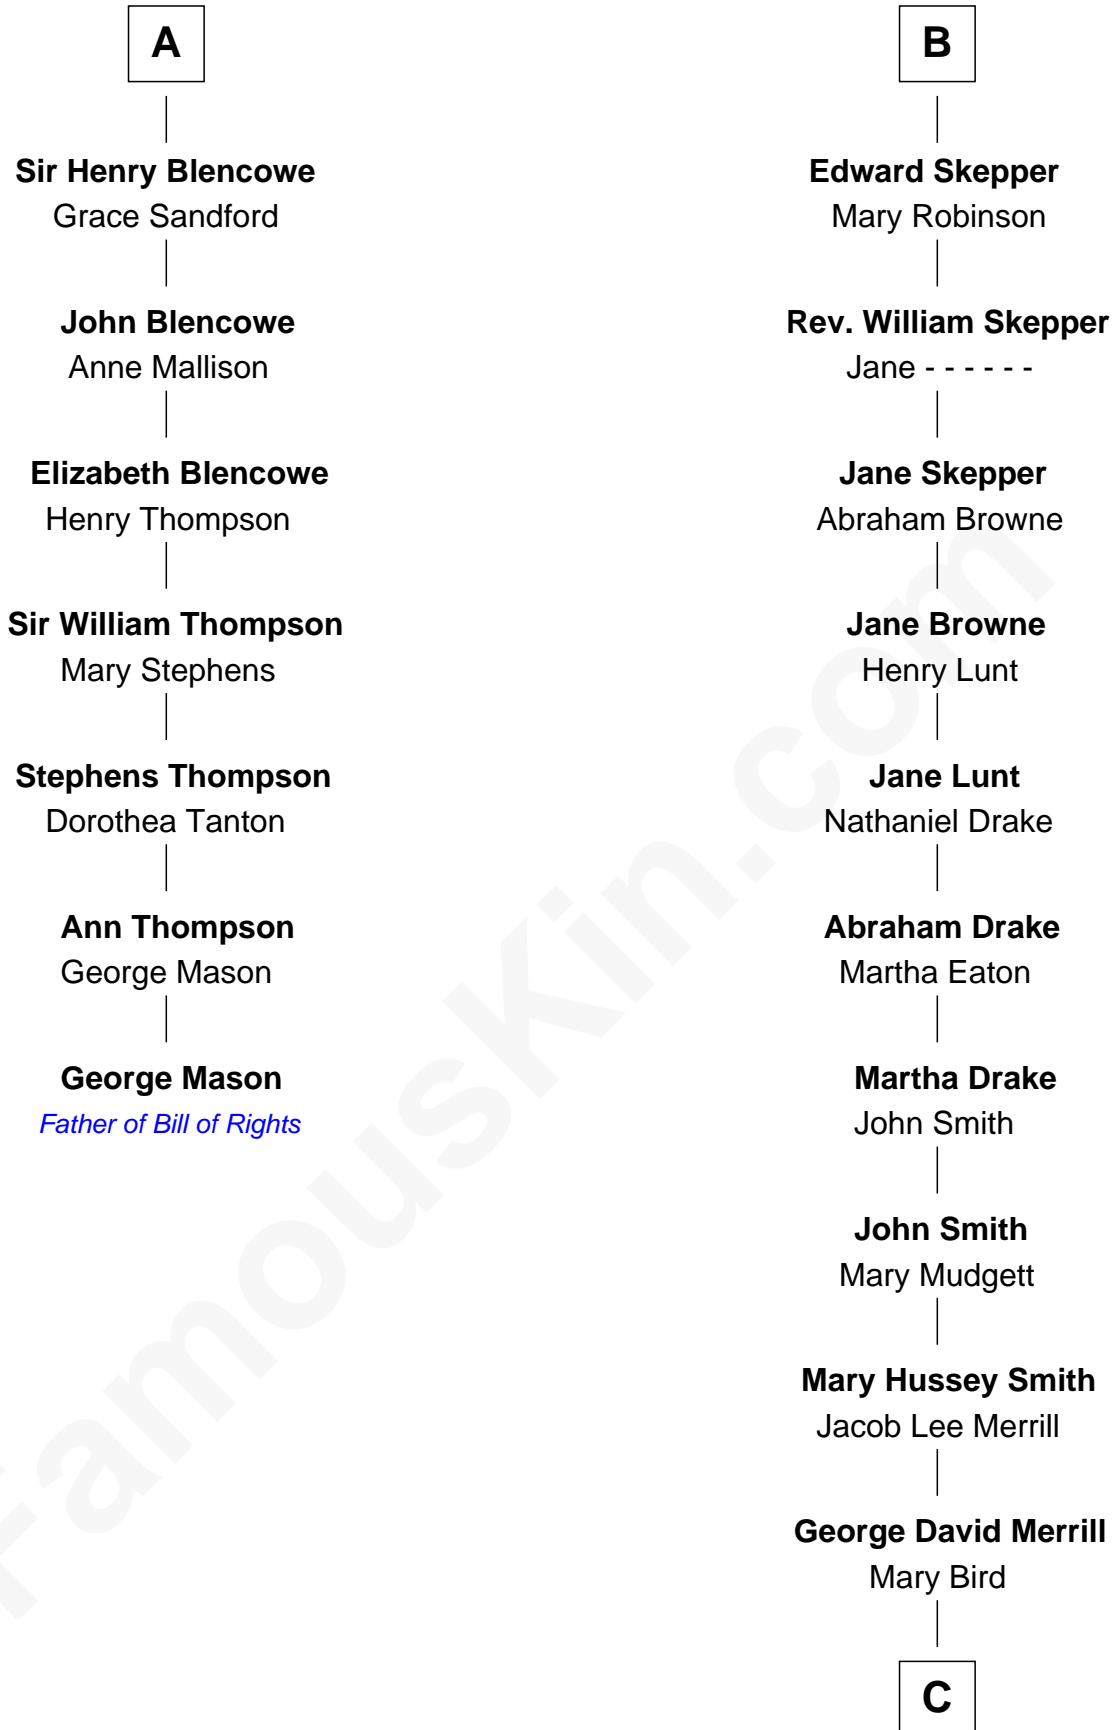 A
Sir Henry Blencowe
Grace Sandford
John Blencowe
Anne Mallison
Elizabeth Blencowe
Henry Thompson
Sir William Thompson
Mary Stephens
Stephens Thompson
Dorothea Tanton
Ann Thompson
George Mason
George Mason
Father of Bill of Rights
B
Edward Skepper
Mary Robinson
Rev. William Skepper
Jane - - - - - -
Jane Skepper
Abraham Browne
Jane Browne
Henry Lunt
Jane Lunt
Nathaniel Drake
Abraham Drake
Martha Eaton
Martha Drake
John Smith
John Smith
Mary Mudgett
Mary Hussey Smith
Jacob Lee Merrill
George David Merrill
Mary Bird
C
FamousKin.com